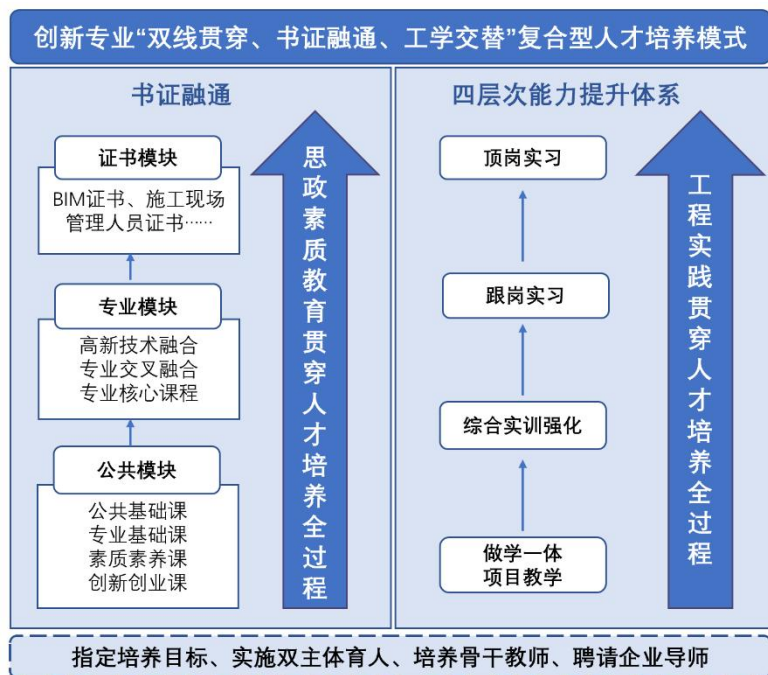 创新专业“双线贯穿、书证融通、工学交替”复合型人才培养模式
书证融通
证书模块
BIM证书、施工现场
管理人员证书……
专业模块
高新技术融合
专业交叉融合
专业核心课程
公共模块
公共基础课
专业基础课
素质素养课
创新创业课
思政素质教育贯穿人才培养全过程
四层次能力提升体系
顶岗实习
跟岗实习
综合实训强化
做学一体
项目教学
工程实践贯穿人才培养全过程
指定培养目标、实施双主体育人、培养骨干教师、聘请企业导师